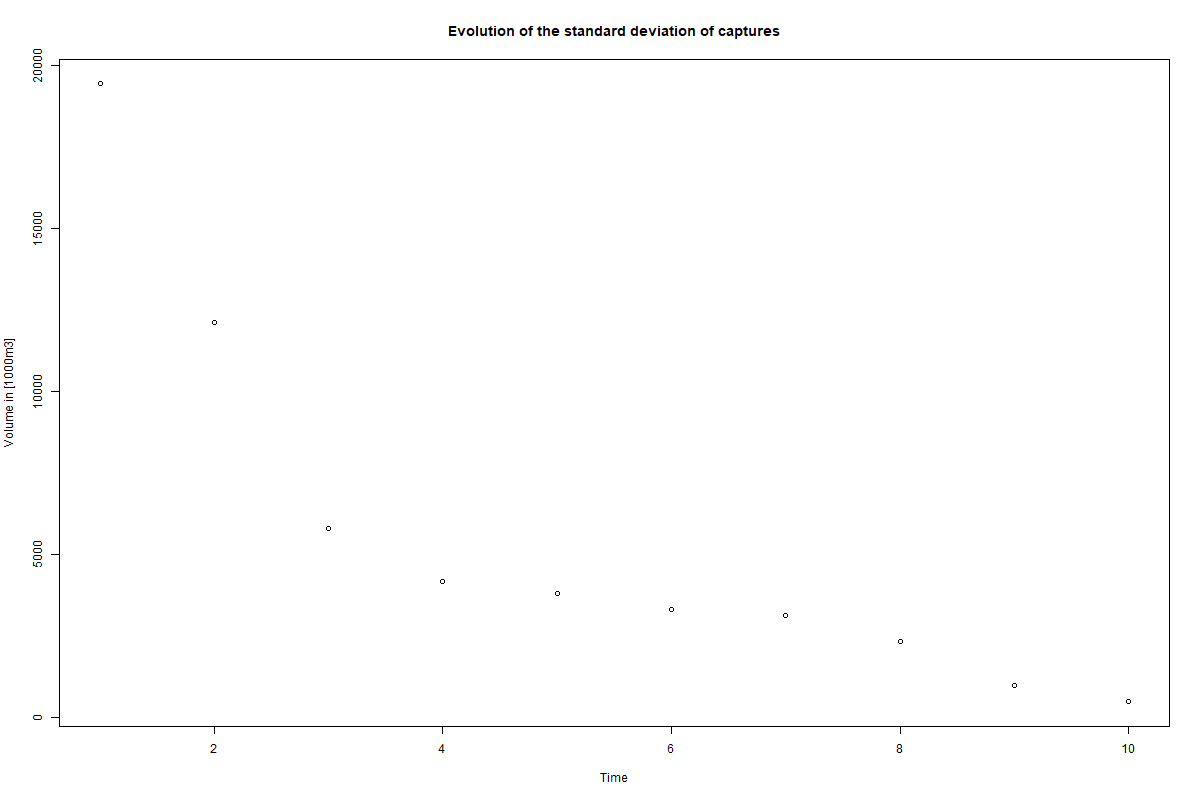 Evolution of the standard deviation of captures
20000
15000
10000
5000
0
Volume in [1000m3]
2 4 6 8 10
Time